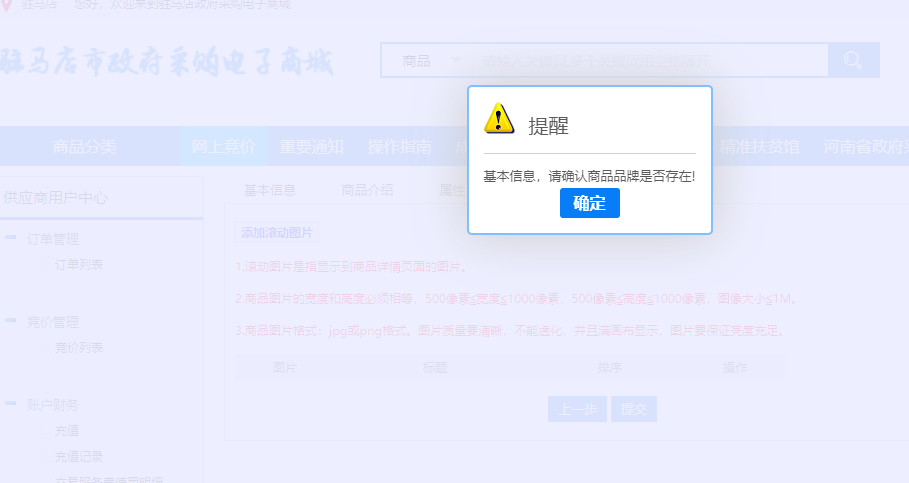 驻马店 您好，欢迎来到驻马店政府采购电子商城
驻马店市政府采购电子商城
商品
商品分类 网上竞价 重要通知 操作指南 精准扶贫馆 河南省政府
提醒
基本信息，请确认商品品牌是否存在!
确定
供应商用户中心
订单管理
订单列表
竞价管理
竞价列表
账户财务
充值
充值记录
基本信息 商品介绍 属性
添加滚动图片
1.滚动图片是指显示到商品详情页面的图片。
2.商品图片的宽度和高度必须相等，500像素≦宽度≦1000像素，500像素≦高度≦1000像素，图像大小≦1M。
3.商品图片格式：jpg或png格式。图片质量要清晰，不能虚化，并且满画布显示，图片要保证亮度充足。
图片 标题 排序 操作
上一步 提交